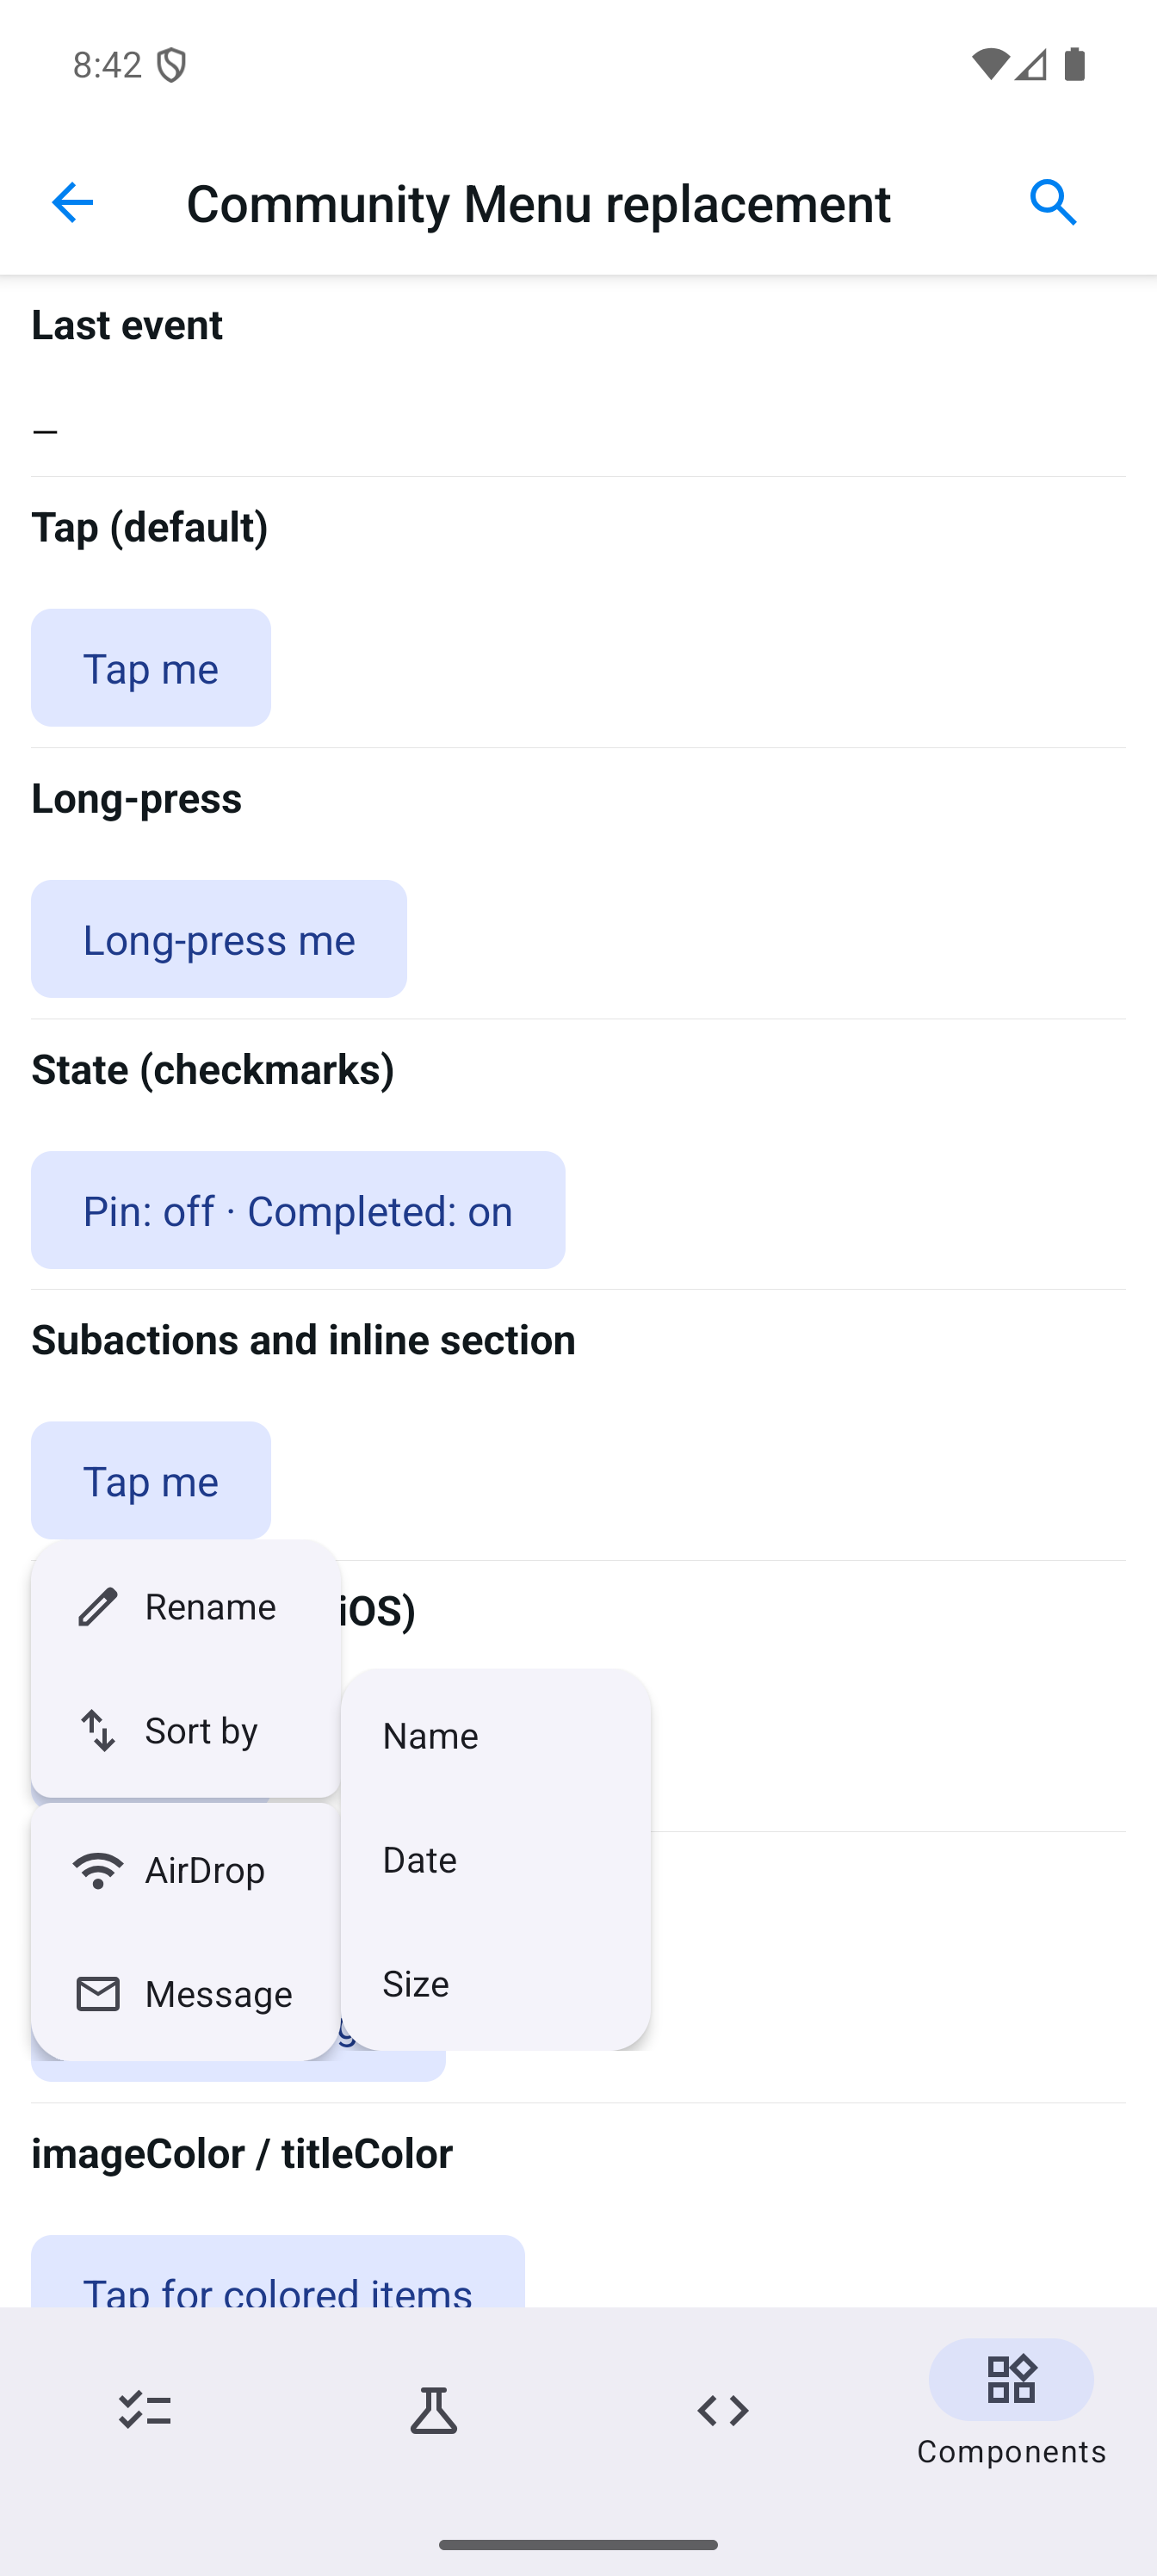 8:42
Community Menu replacement
Last event
—
Tap (default)
Tap me
Long-press
Long-press me
State (checkmarks)
Pin: off · Completed: on
Subactions and inline section
Tap me
Rename
iOS)
Sort by
Name
Date
AirDrop
Size
Message
imageColor / titleColor
Tap for colored items
Components